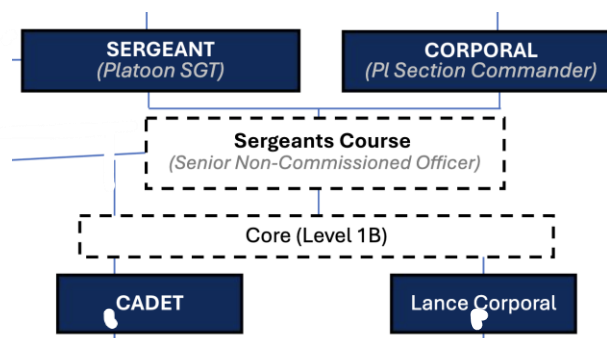 SERGEANT
(Platoon SGT)
CORPORAL
(Pl Section Commander)
Sergeants Course
(Senior Non-Commissioned Officer)
Core (Level 1B)
CADET
Lance Corporal